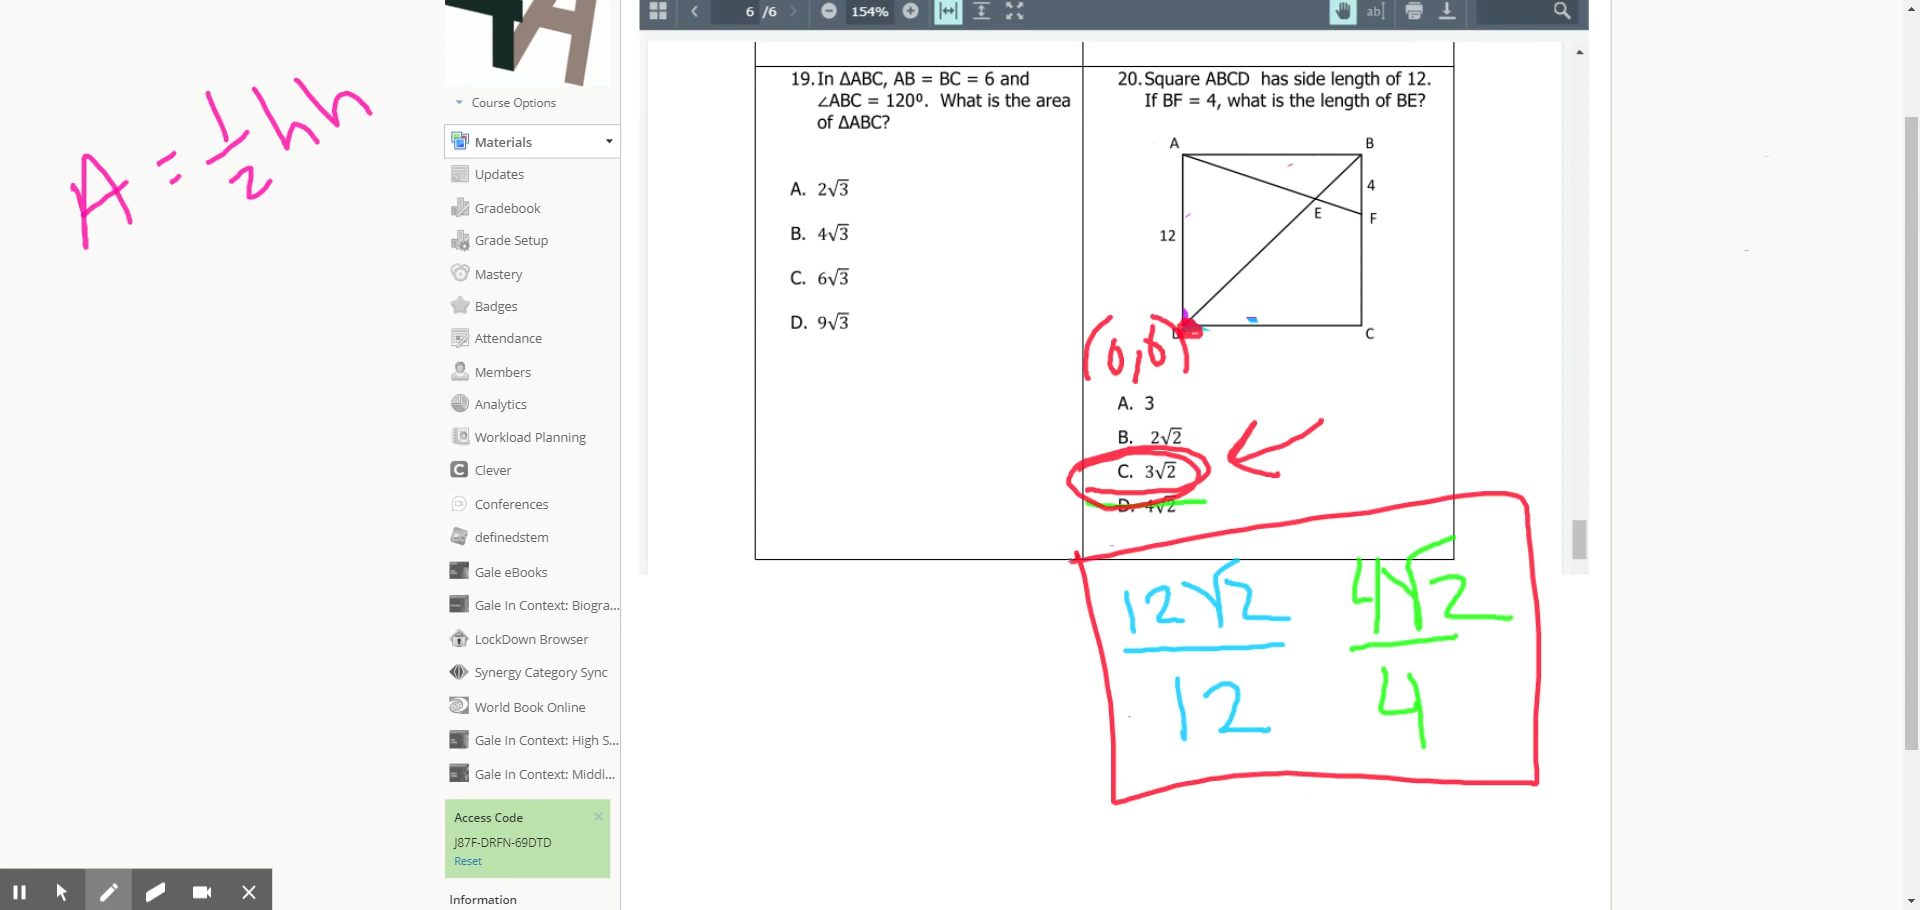 6 /6
154%
ab
Course Options
Materials
Updates
Gradebook
Grade Setup
Mastery
Badges
Attendance
Members
Analytics
Workload Planning
Clever
Conferences
definedstem
Gale eBooks
Gale In Context: Biogra...
LockDown Browser
Synergy Category Sync
World Book Online
Gale In Context: High S...
Gale In Context: Middl...
Access Code
J87F-DRFN-69DTD
Reset
Information
A = 1/2 h h
19. In ΔABC, AB = BC = 6 and
∠ABC = 120⁰. What is the area
of ΔABC?
A. 2√3
B. 4√3
C. 6√3
D. 9√3
20. Square ABCD has side length of 12.
If BF = 4, what is the length of BE?
A
B
4
E
F
12
C
(0,0)
A. 3
B. 2√2
C. 3√2
D. 4√2
12√2
12
4√2
4